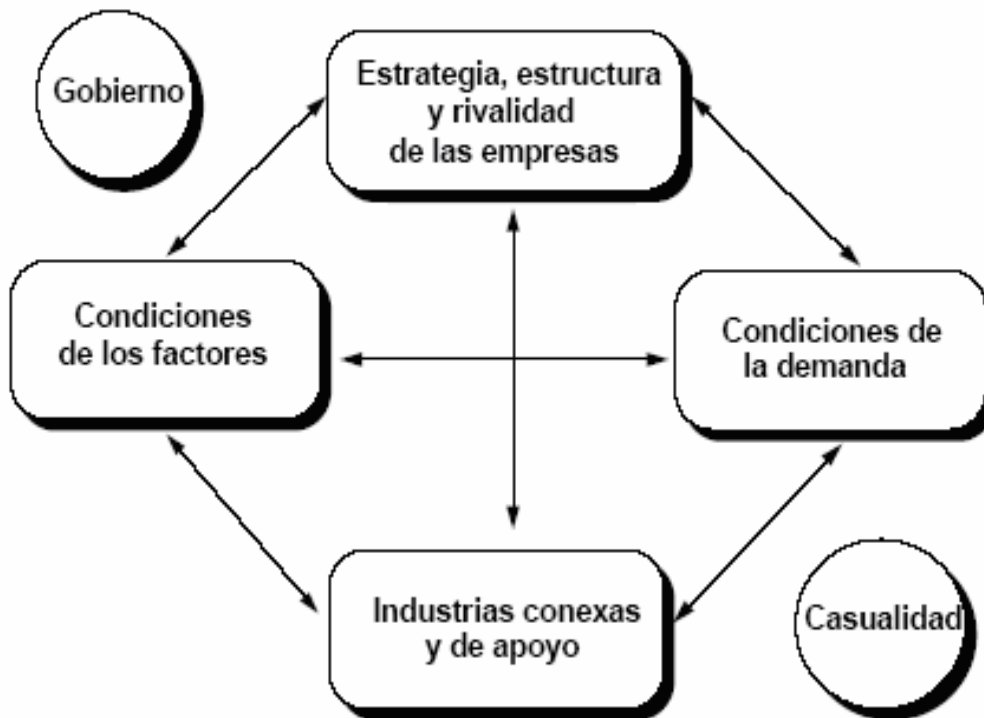 Gobierno
Estrategia, estructura
y rivalidad
de las empresas
Condiciones
de los factores
Condiciones de
la demanda
Industrias conexas
y de apoyo
Casualidad